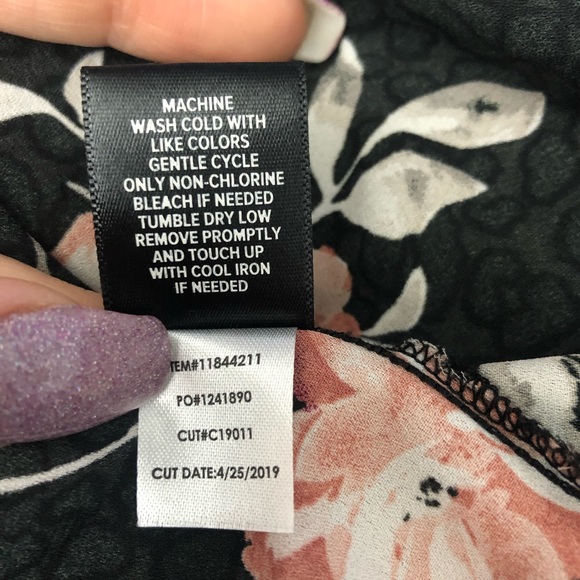 MACHINE
WASH COLD WITH
LIKE COLORS
GENTLE CYCLE
ONLY NON-CHLORINE
BLEACH IF NEEDED
TUMBLE DRY LOW
REMOVE PROMPTLY
AND TOUCH UP
WITH COOL IRON
IF NEEDED
TEM#11844211
PO#1241890
CUT#C19011
CUT DATE:4/25/2019